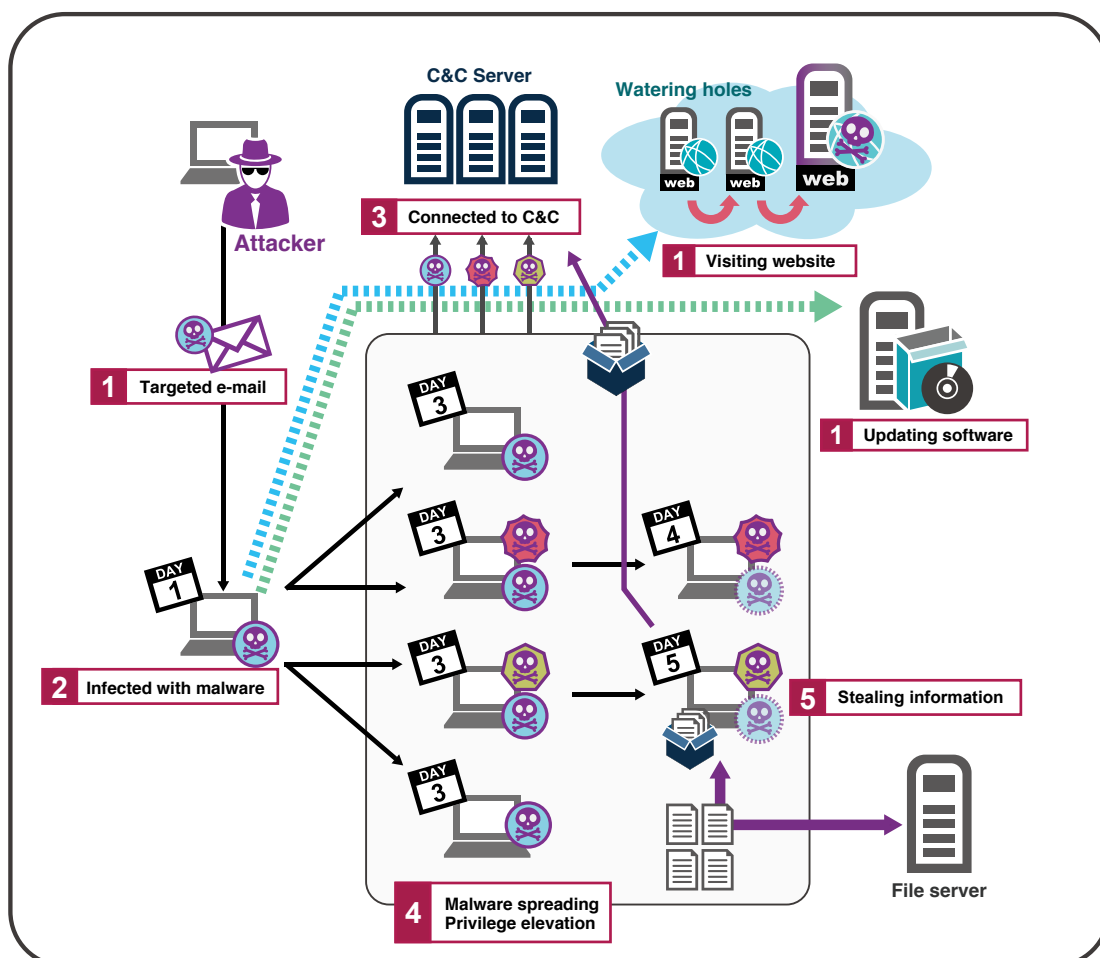 C&C Server
Watering holes
web
web
web
3 Connected to C&C
Attacker
1 Visiting website
1 Targeted e-mail
1 Updating software
DAY
3
DAY
3
DAY
4
DAY
1
DAY
3
DAY
5
2 Infected with malware
5 Stealing information
DAY
3
File server
4 Malware spreading
Privilege elevation